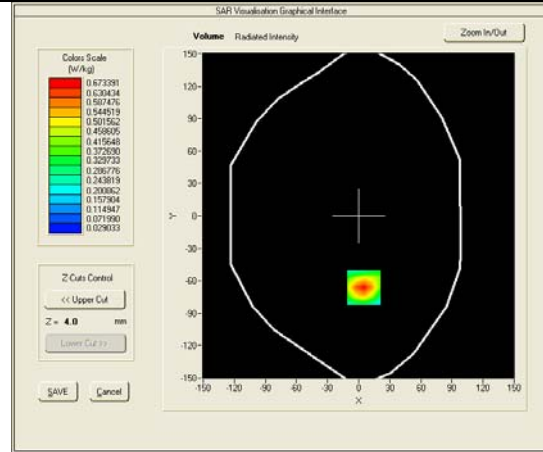 SAR Visualisation Graphical Interface
Volume Radiated Intensity
Zoom In/Out
Colors Scale
(W/kg)
0.673391
0.630434
0.587476
0.544519
0.501562
0.458605
0.415648
0.372690
0.329733
0.286776
0.243819
0.200862
0.157904
0.114947
0.071990
0.029033
Z Cuts Control
<< Upper Cut
Z = 4.0 mm
Lower Cut >>
SAVE Cancel
Y
150
120
90
60
30
0
-30
-60
-90
-120
-150
-150 -120 -90 -60 -30 0 30 60 90 120 150
X